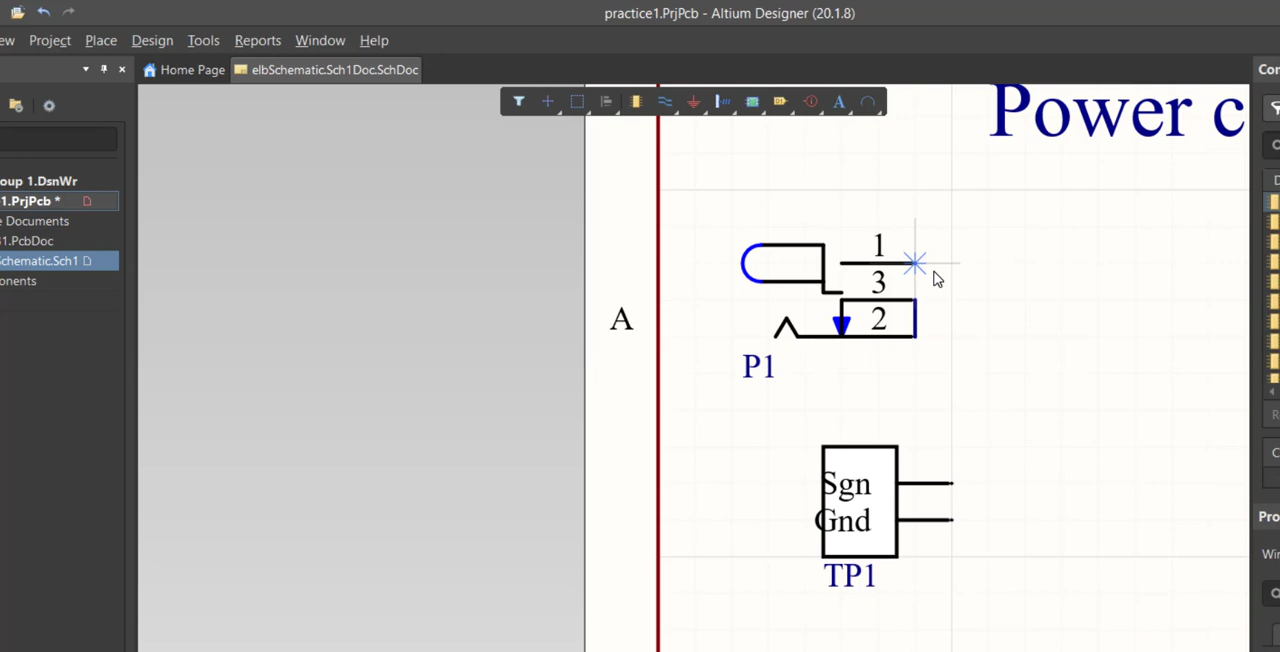 practice1.PrjPcb - Altium Designer (20.1.8)
ew Project Place Design Tools Reports Window Help
Home Page elbSchematic.Sch1Doc.SchDoc
Con
Power c
oup 1.DsnWr
1.PrjPcb *
e Documents
1.PcbDoc
Schematic.Sch1
onents
D
1
3
2
A
P1
R
C
Sgn
Gnd
Pro
Win
TP1
A